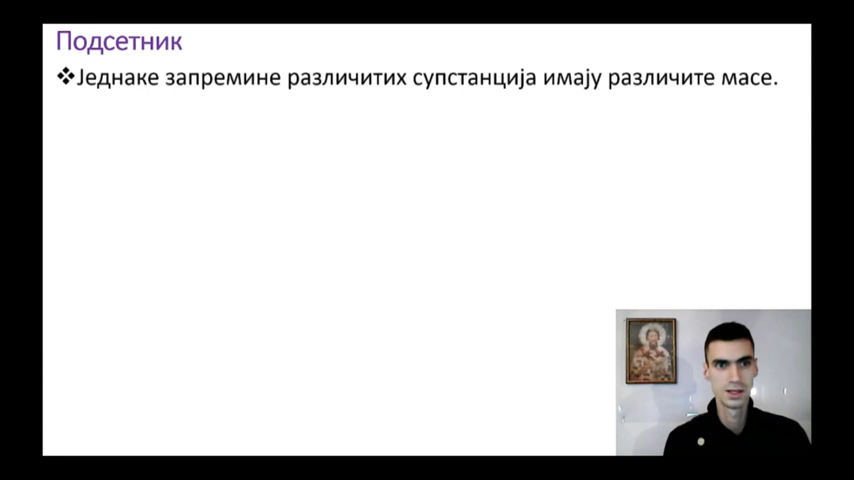 Подсетник
❖Једнаке запремине различитих супстанција имају различите масе.